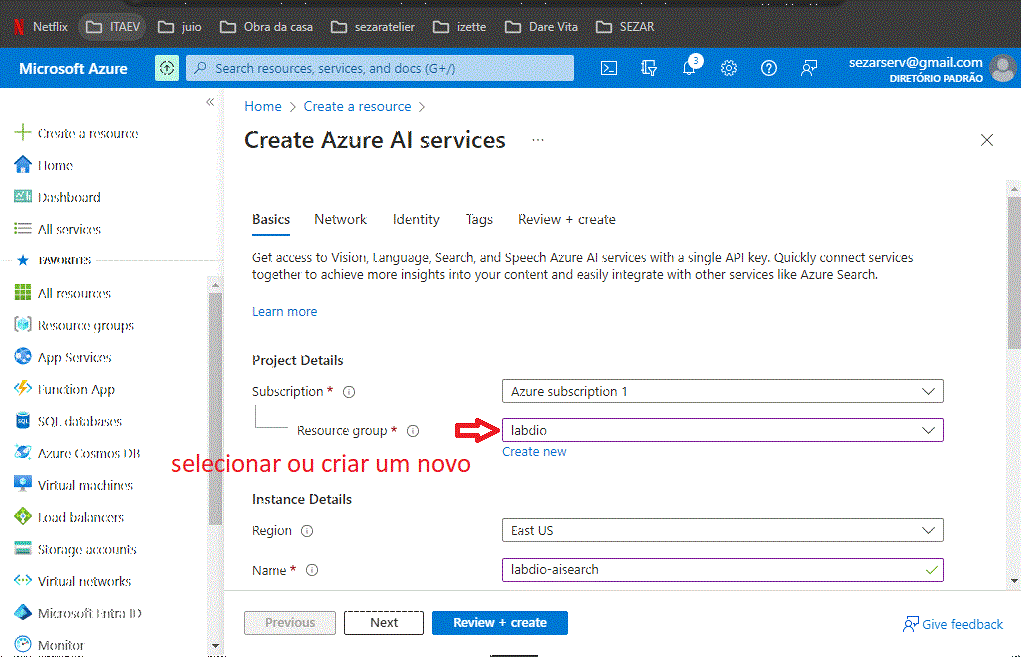 Netflix ITAEV juio Obra da casa sezaratelier izette Dare Vita SEZAR
Microsoft Azure Search resources, services, and docs (G+/) 3 sezarserv@gmail.com
DIRETÓRIO PADRÃO
«
Home > Create a resource >
Create Azure AI services ...
Create a resource
Home
Dashboard
All services
FAVORITES
All resources
Resource groups
App Services
Function App
SQL databases
Azure Cosmos DB
Virtual machines
Load balancers
Storage accounts
Virtual networks
Microsoft Entra ID
Monitor
Basics Network Identity Tags Review + create
Get access to Vision, Language, Search, and Speech Azure AI services with a single API key. Quickly connect services
together to achieve more insights into your content and easily integrate with other services like Azure Search.
Learn more
Project Details
Subscription * Azure subscription 1
Resource group * labdio
Create new
selecionar ou criar um novo
Instance Details
Region East US
Name * labdio-aisearch
Previous Next Review + create Give feedback